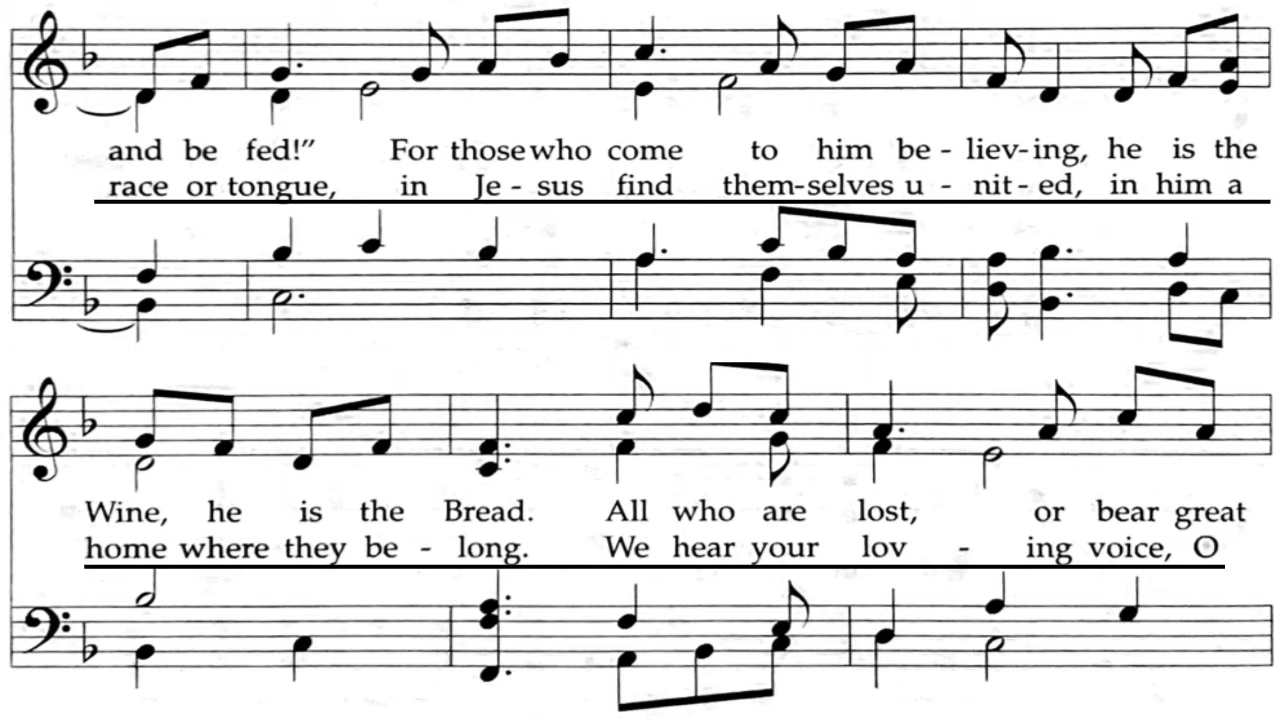 and be fed!” For those who come to him be - liev-ing, he is the
race or tongue, in Je - sus find them-selves u - nit - ed, in him a
Wine, he is the Bread. All who are lost, or bear great
home where they be - long. We hear your lov - ing voice, O